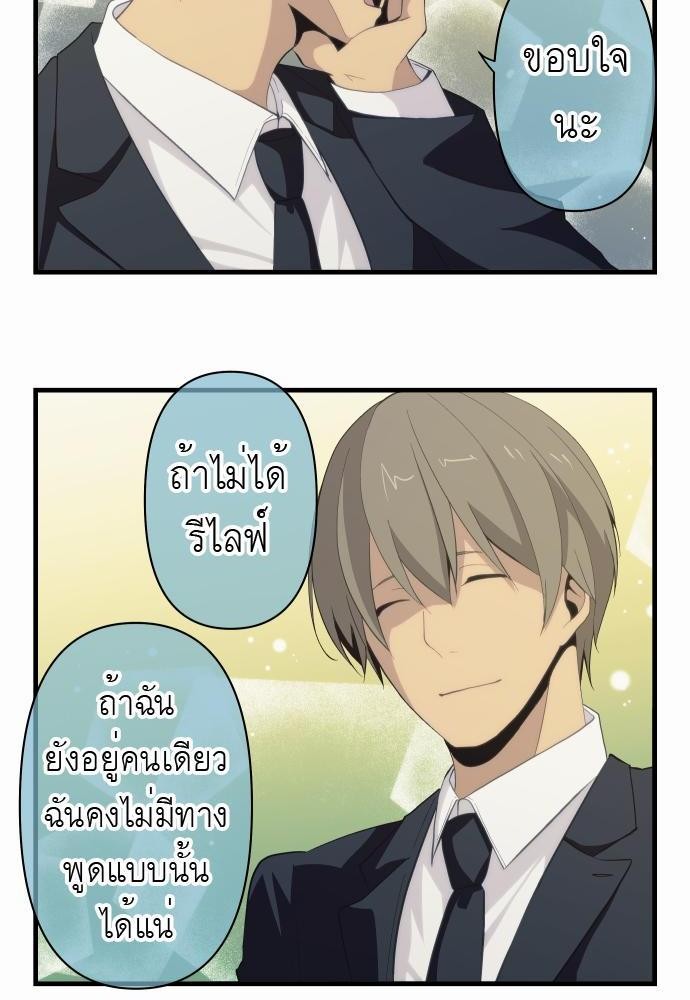 ขอบใจ
นะ
ถ้าไม่ได้
รีไลฟ์
ถ้าฉัน
ยังอยู่คนเดียว
ฉันคงไม่มีทาง
พูดแบบนั้น
ได้แน่